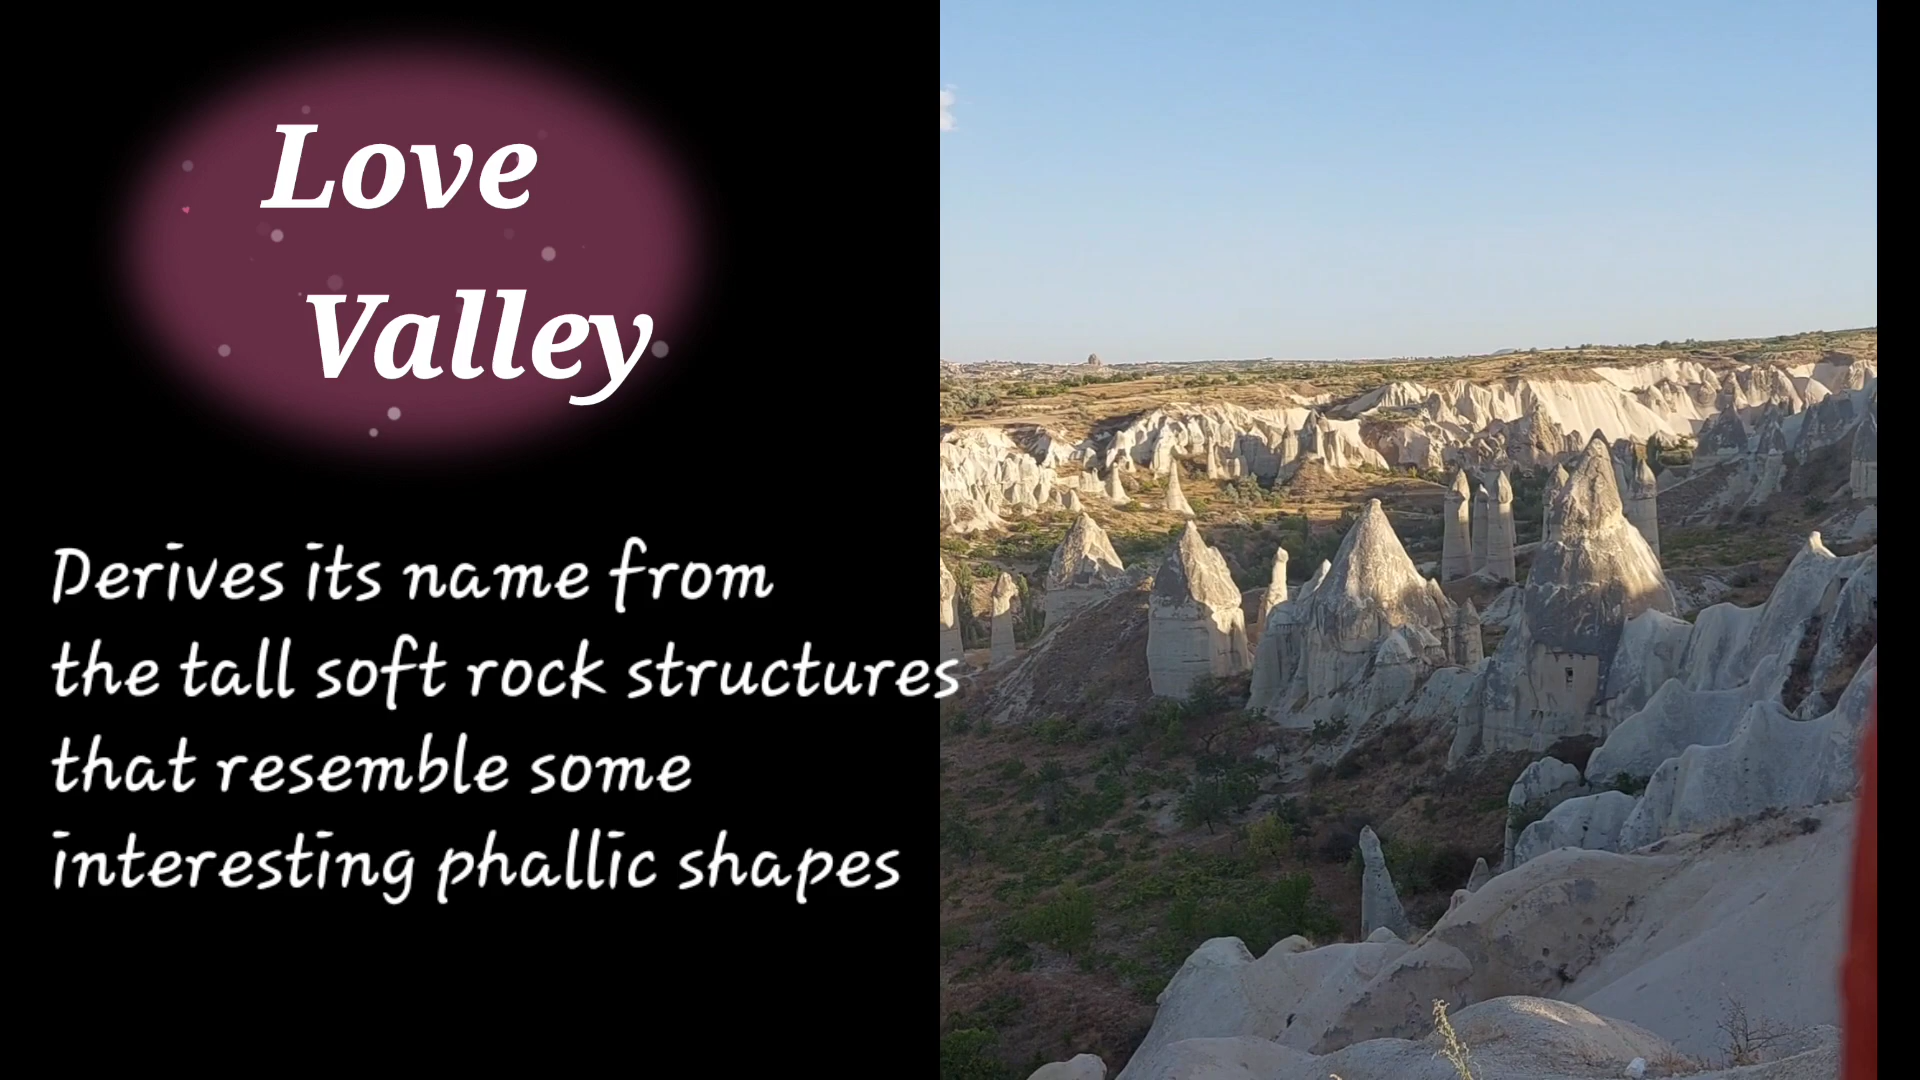 Love
Valley
Derives its name from
the tall soft rock structures
that resemble some
interesting phallic shapes